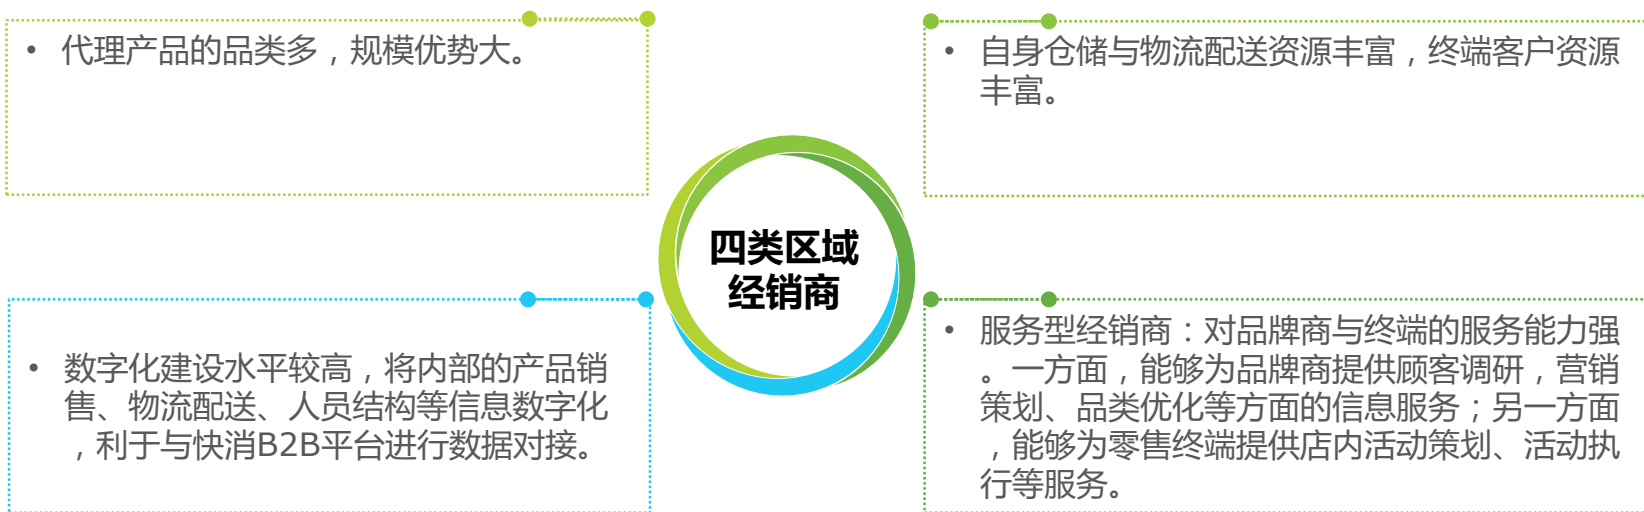 • 代理产品的品类多，规模优势大。
• 自身仓储与物流配送资源丰富，终端客户资源
丰富。
四类区域
经销商
• 数字化建设水平较高，将内部的产品销
售、物流配送、人员结构等信息数字化
，利于与快消B2B平台进行数据对接。
• 服务型经销商：对品牌商与终端的服务能力强
。一方面，能够为品牌商提供顾客调研，营销
策划、品类优化等方面的信息服务；另一方面
，能够为零售终端提供店内活动策划、活动执
行等服务。